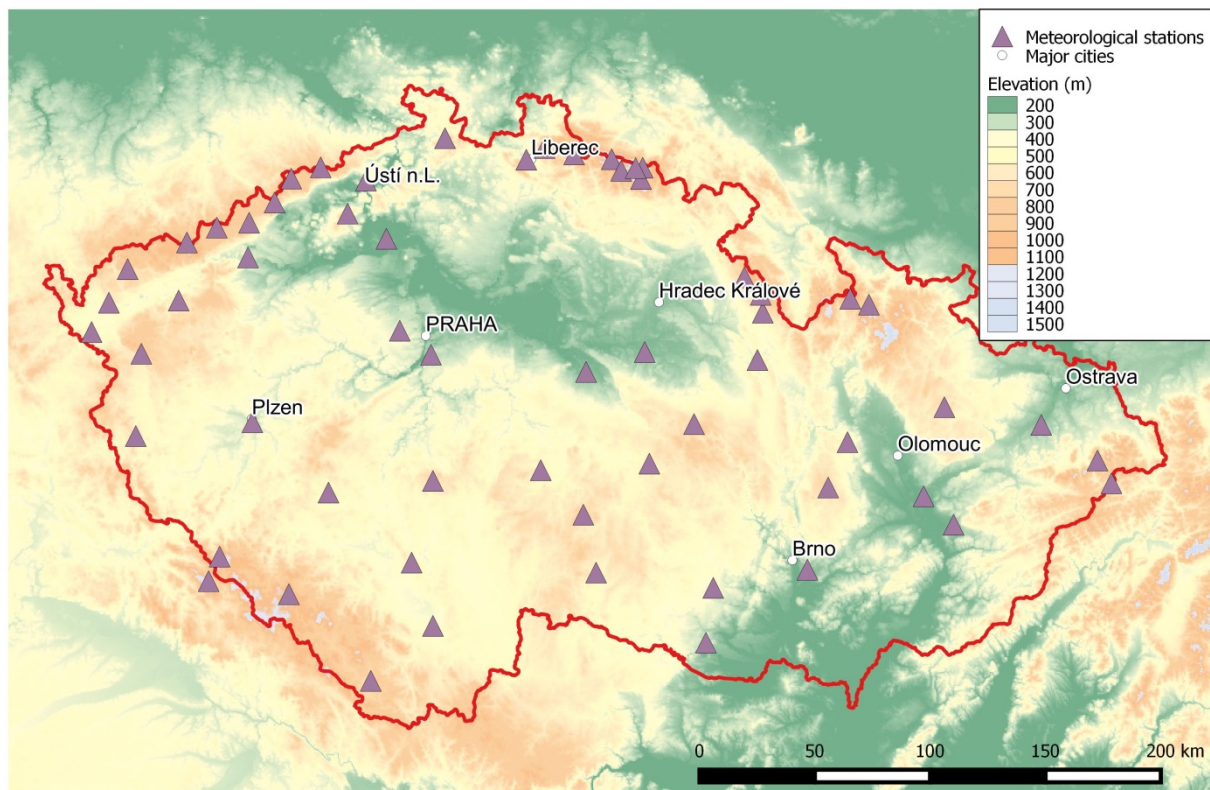 Meteorological stations
Major cities
Elevation (m)
200
300
400
500
600
700
800
900
1000
1100
1200
1300
1400
1500
Liberec
Ústí n.L.
Hradec Králové
PRAHA
Ostrava
Plzen
Olomouc
Brno
0 50 100 150 200 km